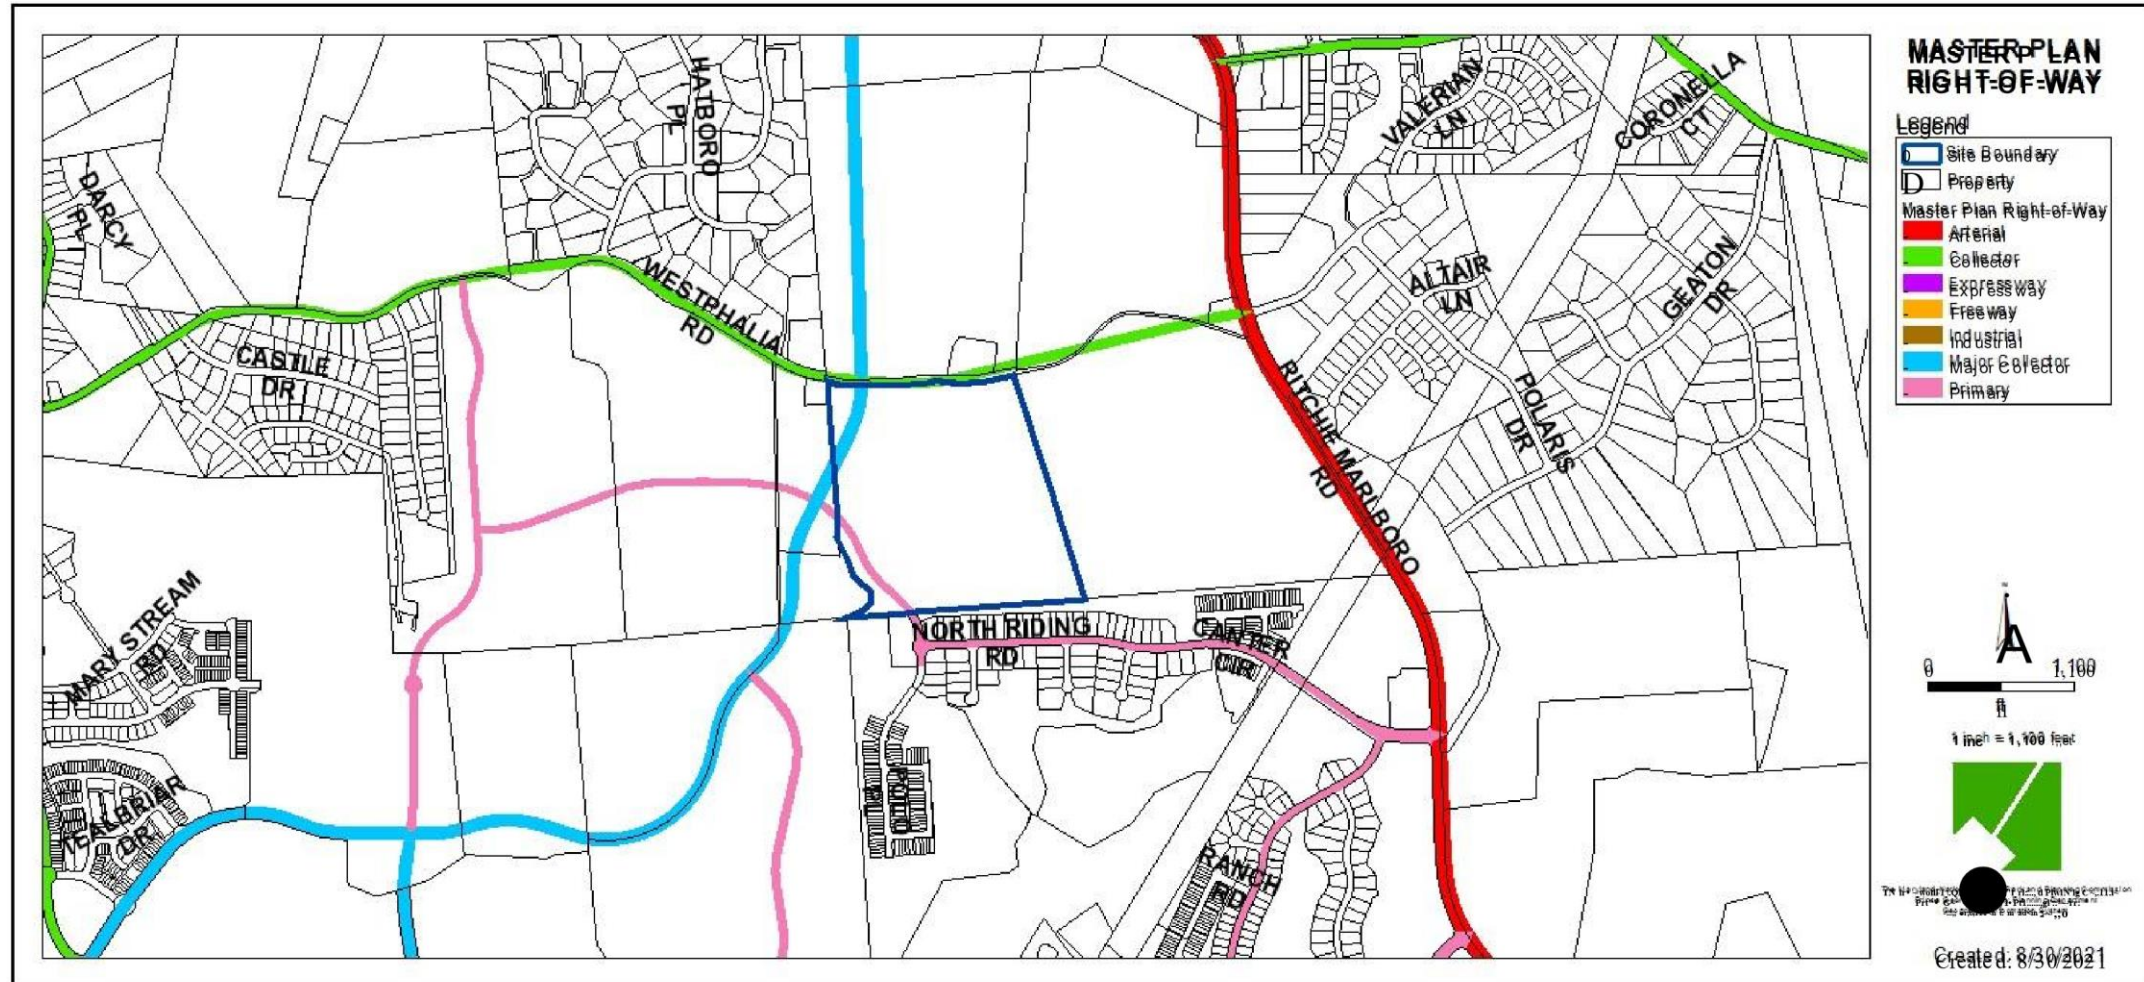 MASTER PLAN
RIGHT-OF-WAY
Legend
Site Boundary
Property
Master Plan Right-of-Way
Arterial
Collector
Expressway
Freeway
Industrial
Major Collector
Primary
0 1,100
ft
1 inch = 1,100 feet
Created: 8/30/2021
HATBORO
PL
VALERIAN
LN
CORONELLA
CT
DARCY
PL
WESTPHALIA
RD
ALTAIR
LN
GEATON
DR
CASTLE
DR
RITCHIE MARLBORO
RD
POLARIS
DR
MARY STREAM
RD
NORTH RIDING
RD
CANTER
CIR
TEALBRIAR
DR
RANCH
RD